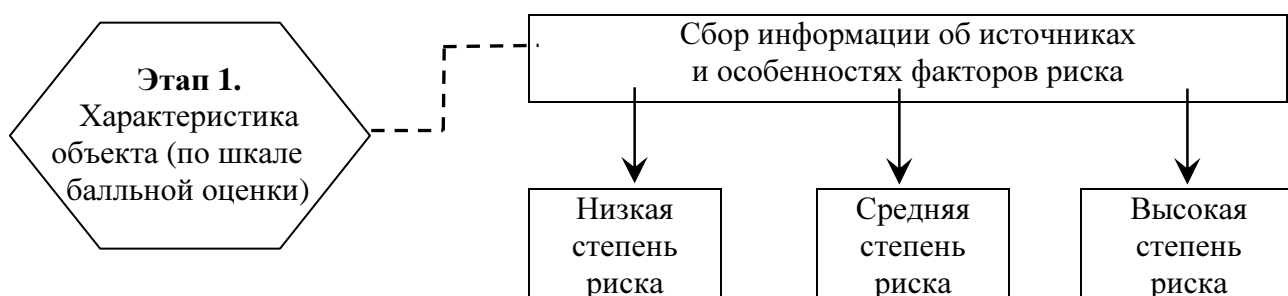 Этап 1.
Характеристика
объекта (по шкале
балльной оценки)
Сбор информации об источниках
и особенностях факторов риска
Низкая
степень
риска
Средняя
степень
риска
Высокая
степень
риска